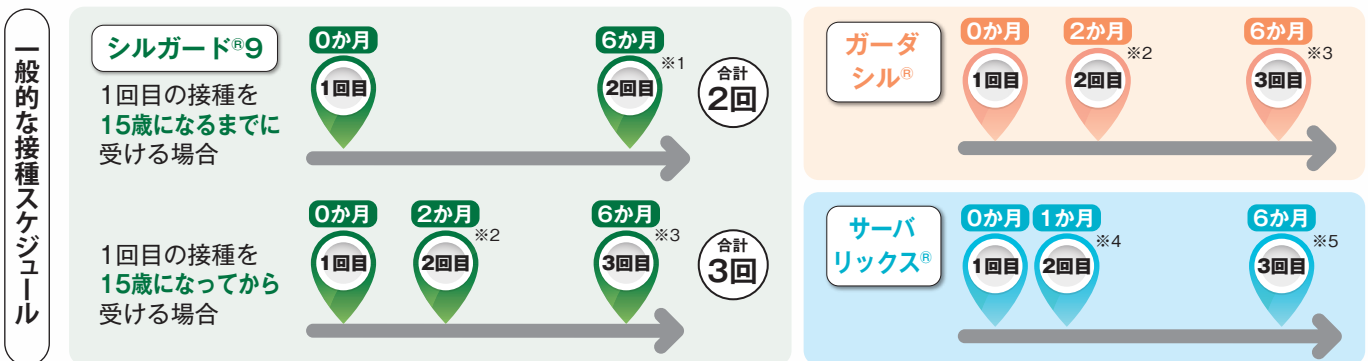 一般的な接種スケジュール
シルガード®9
1回目の接種を
15歳になるまでに
受ける場合
0か月
1回目
6か月
※1
2回目
合計
2回
1回目の接種を
15歳になってから
受ける場合
0か月
1回目
2か月
※2
2回目
6か月
※3
3回目
合計
3回
ガーダ
シル®
0か月
1回目
2か月
※2
2回目
6か月
※3
3回目
サーバ
リックス®
0か月
1回目
1か月
※4
2回目
6か月
※5
3回目